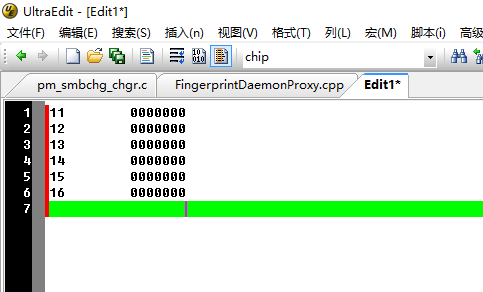 UltraEdit - [Edit1*]
文件(F) 编辑(E) 搜索(S) 插入(n) 视图(V) 格式(T) 列(L) 宏(M) 脚本(i) 高级
chip
pm_smbchg_chgr.c FingerprintDaemonProxy.cpp Edit1*
1 11 0000000
2 12 0000000
3 13 0000000
4 14 0000000
5 15 0000000
6 16 0000000
7